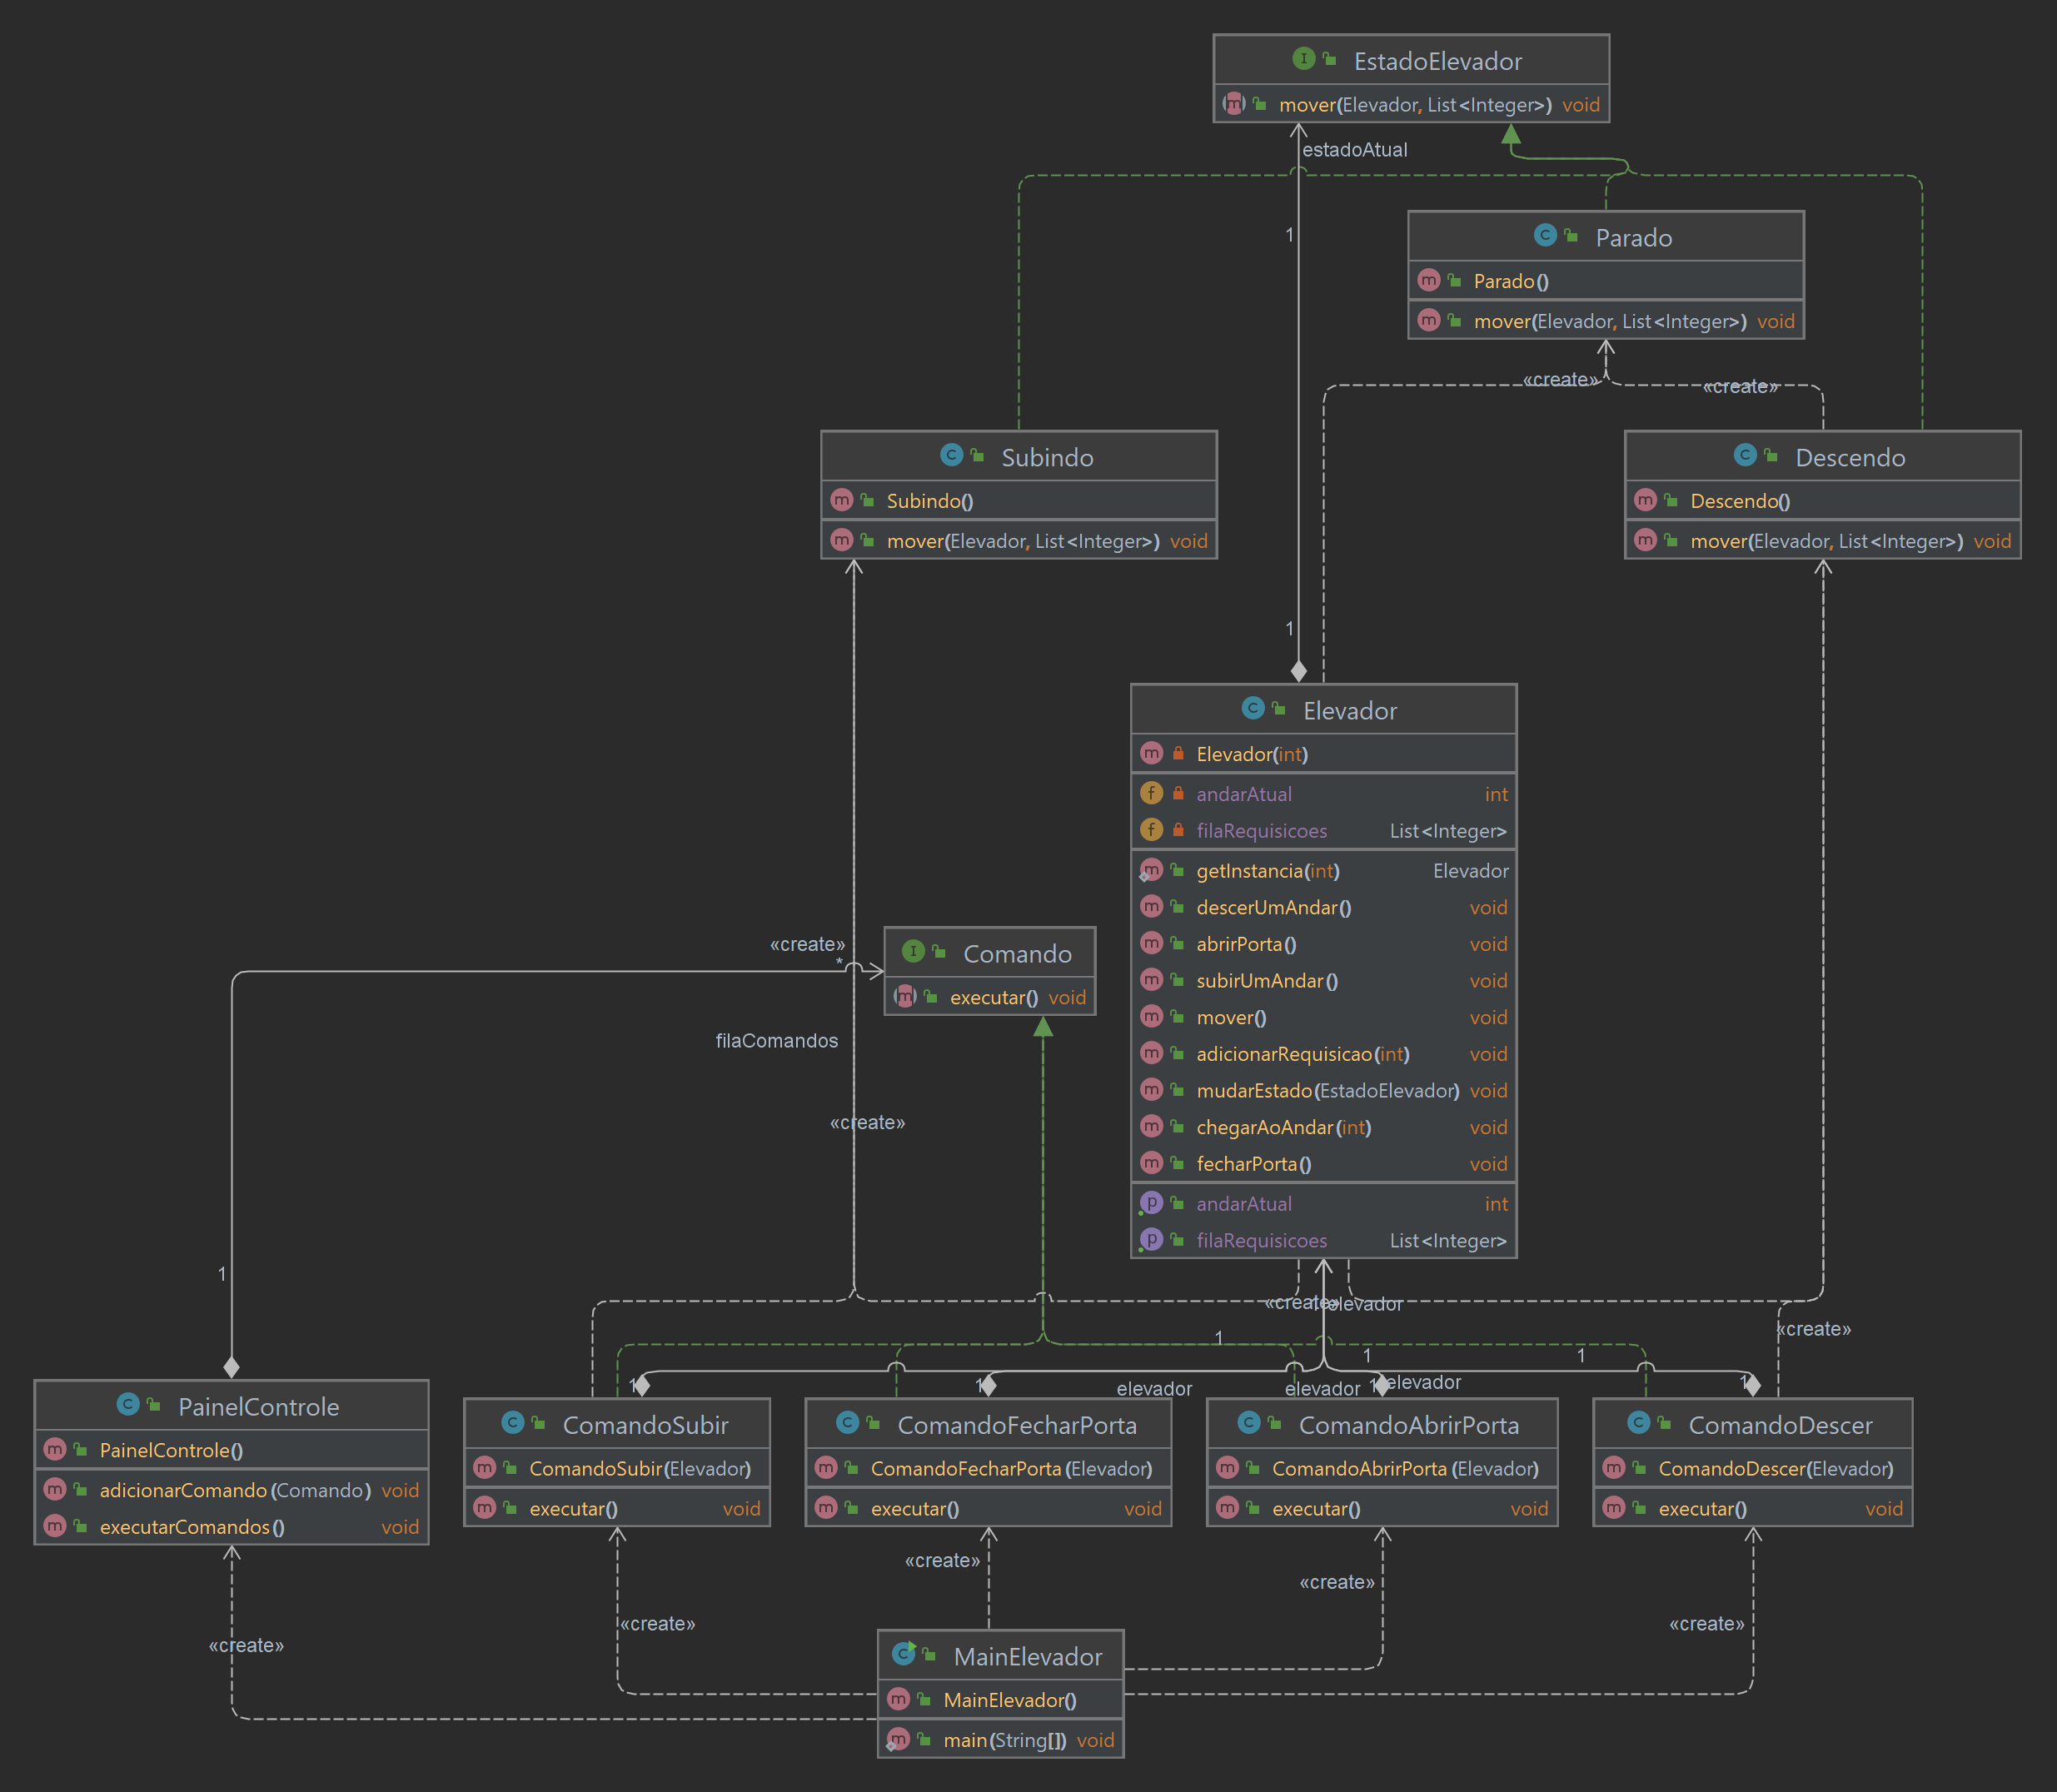 EstadoElevador
mover(Elevador, List<Integer>) void
estadoAtual
1
Parado
Parado()
mover(Elevador, List<Integer>) void
«create»
«create»
Subindo
Subindo()
mover(Elevador, List<Integer>) void
Descendo
Descendo()
mover(Elevador, List<Integer>) void
1
Elevador
Elevador(int)
andarAtual int
filaRequisicoes List<Integer>
getInstancia(int) Elevador
descerUmAndar() void
abrirPorta() void
subirUmAndar() void
mover() void
adicionarRequisicao(int) void
mudarEstado(EstadoElevador) void
chegarAoAndar(int) void
fecharPorta() void
andarAtual int
filaRequisicoes List<Integer>
«create»
*
Comando
executar() void
filaComandos
«create»
1
«create»
1
elevador
«create»
1
1
1
1
1
elevador
elevador
1
elevador
1
PainelControle
PainelControle()
adicionarComando(Comando) void
executarComandos() void
ComandoSubir
ComandoSubir(Elevador)
executar() void
ComandoFecharPorta
ComandoFecharPorta(Elevador)
executar() void
ComandoAbrirPorta
ComandoAbrirPorta(Elevador)
executar() void
ComandoDescer
ComandoDescer(Elevador)
executar() void
«create»
«create»
«create»
«create»
«create»
MainElevador
MainElevador()
main(String[]) void